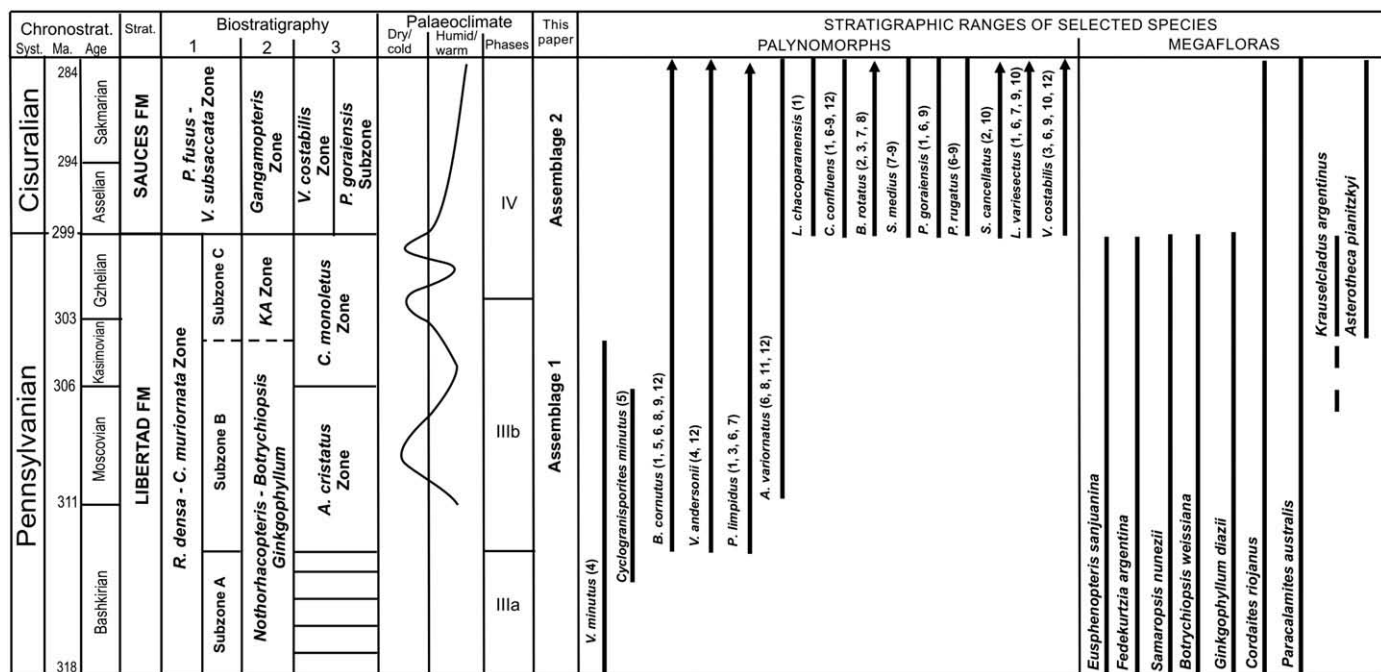 Chronostrat.
Strat.
Biostratigraphy
Palaeoclimate
This paper
STRATIGRAPHIC RANGES OF SELECTED SPECIES
Syst.
Ma.
Age
1
2
3
Dry/ cold
Humid/ warm
Phases
PALYNOMORPHS
MEGAFLORAS
Cisuralian
Pennsylvanian
284
294
299
303
306
311
318
Sakmarian
Asselian
Gzhelian
Kasimovian
Moscovian
Bashkirian
SAUCES FM
LIBERTAD FM
P. fusus -
V. subsaccata Zone
R. densa - C. muriornata Zone
Subzone C
Subzone B
Subzone A
Gangamopteris
Zone
KA Zone
Nothorhacopteris - Botrychiopsis
Ginkgophyllum
V. costabilis
Zone
P. goraiensis
Subzone
C. monoletus
Zone
A. cristatus
Zone
IV
IIIb
IIIa
Assemblage 2
Assemblage 1
V. minutus (4)
Cyclogranisporites minutus (5)
B. cornutus (1, 5, 6, 8, 9, 12)
V. andersonii (4, 12)
P. limpidus (1, 3, 6, 7)
A. variornatus (6, 8, 11, 12)
L. chacoparanensis (1)
C. confluens (1, 6-9, 12)
B. rotatus (2, 3, 7, 8)
S. medius (7-9)
P. goraiensis (1, 6, 9)
P. rugatus (6-9)
S. cancellatus (2, 10)
L. variesectus (1, 6, 7, 9, 10)
V. costabilis (3, 6, 9, 10, 12)
Eusphenopteris sanjuanina
Fedekurtzia argentina
Samaropsis nunezii
Botrychiopsis weissiana
Ginkgophyllum diazii
Cordaites riojanus
Paracalamites australis
Krauselcladus argentinus
Asterotheca pianitzkyi